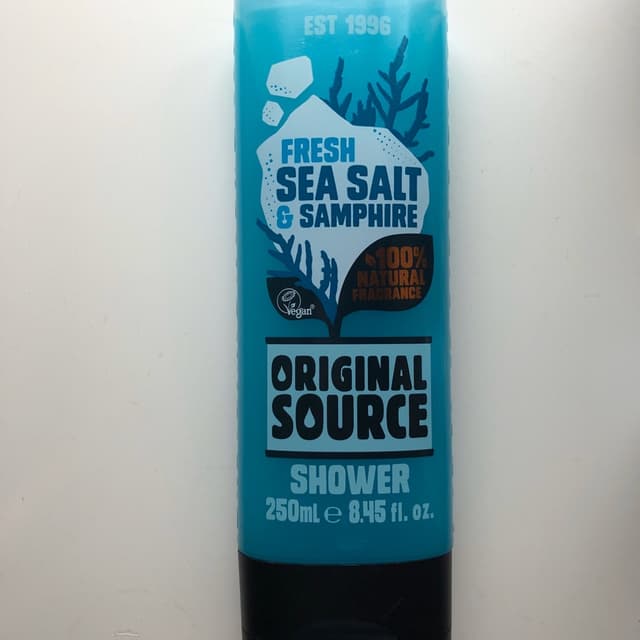 EST 1996
FRESH
SEA SALT
& SAMPHIRE
100%
NATURAL
FRAGRANCE
Vegan
ORIGINAL
SOURCE
SHOWER
250ml e 8.45 fl. oz.